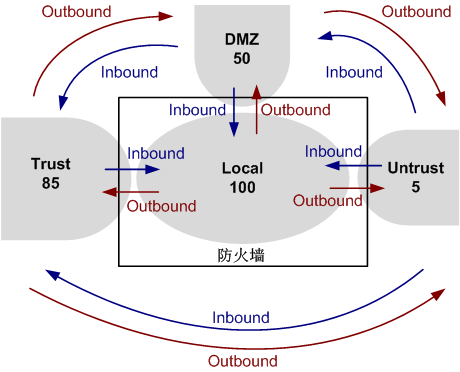 Outbound
Outbound
DMZ
50
Inbound
Inbound
Inbound
Outbound
Trust
85
Inbound
Outbound
Local
100
Inbound
Outbound
Untrust
5
防火墙
Inbound
Outbound